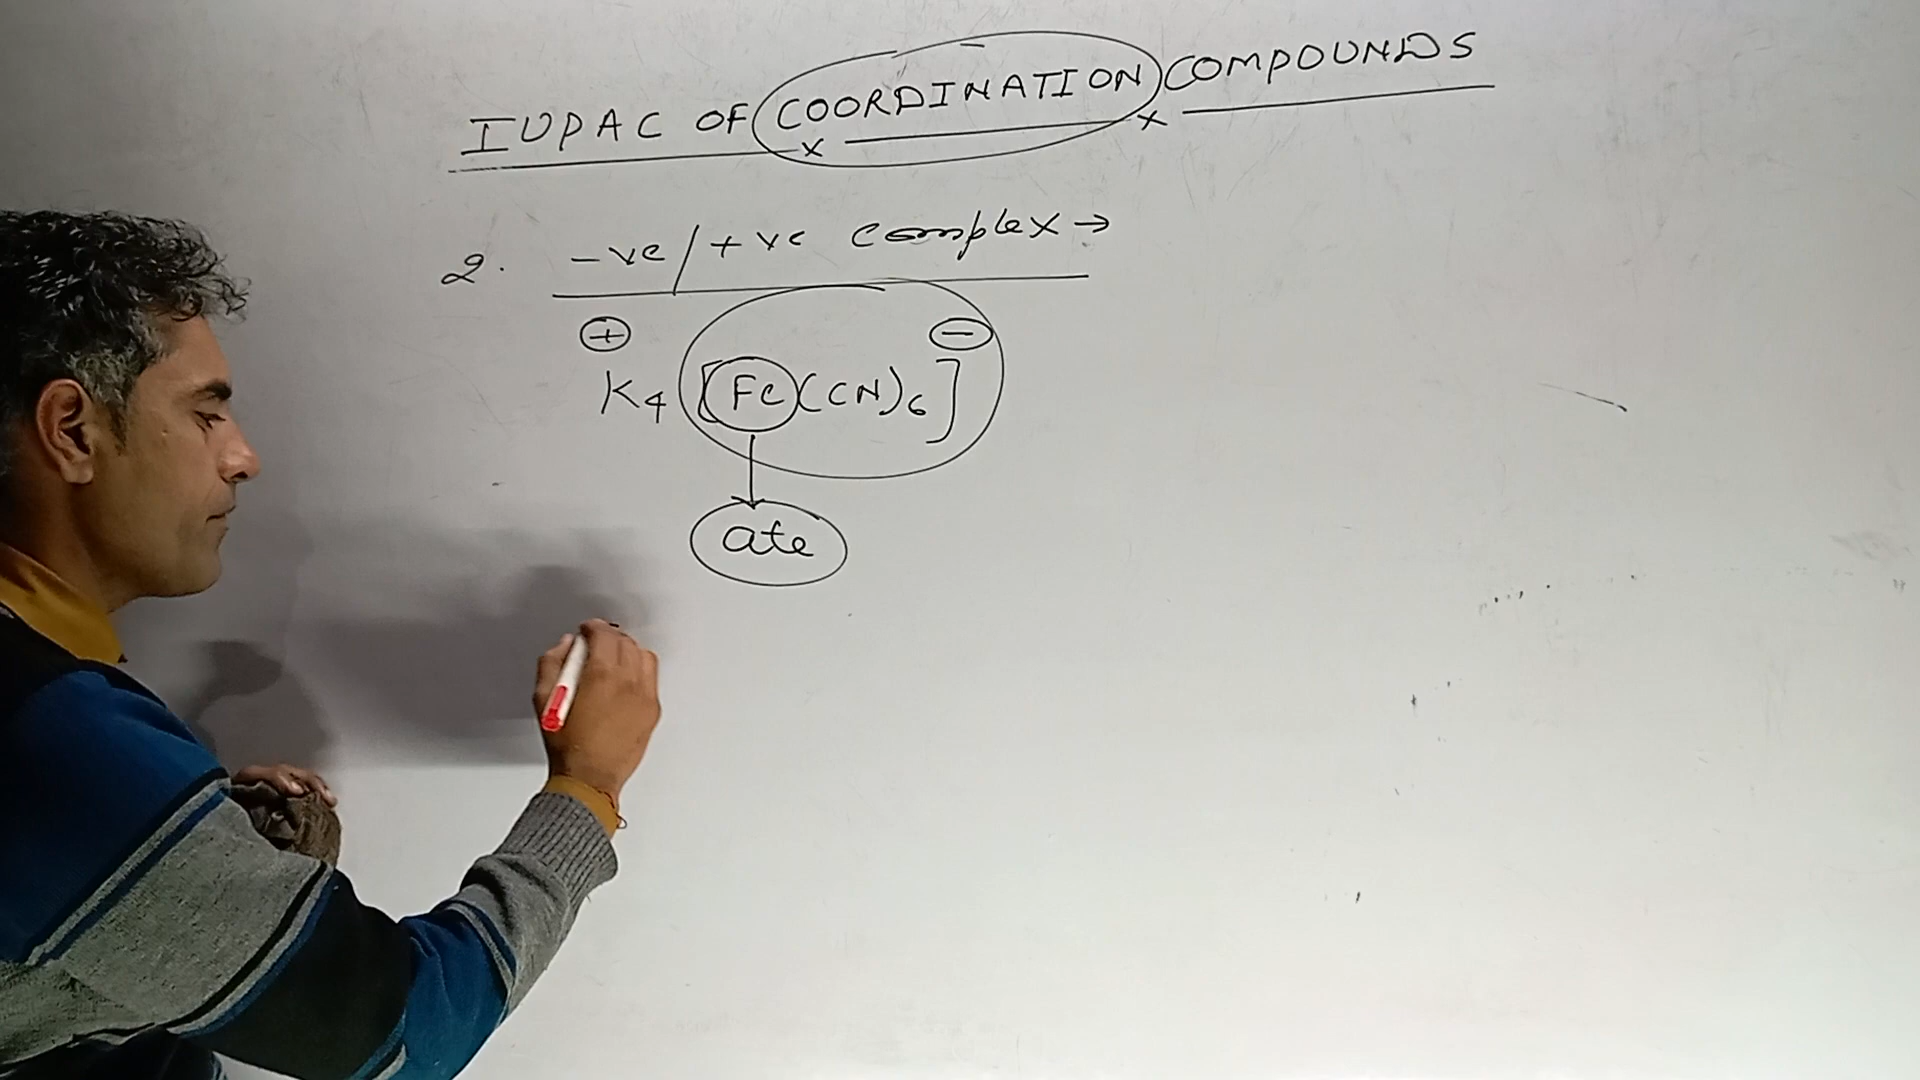 IUPAC OF COORDINATION COMPOUNDS
2. -ve/+ve complex →
+ -
K4 [Fe(CN)6]
ate